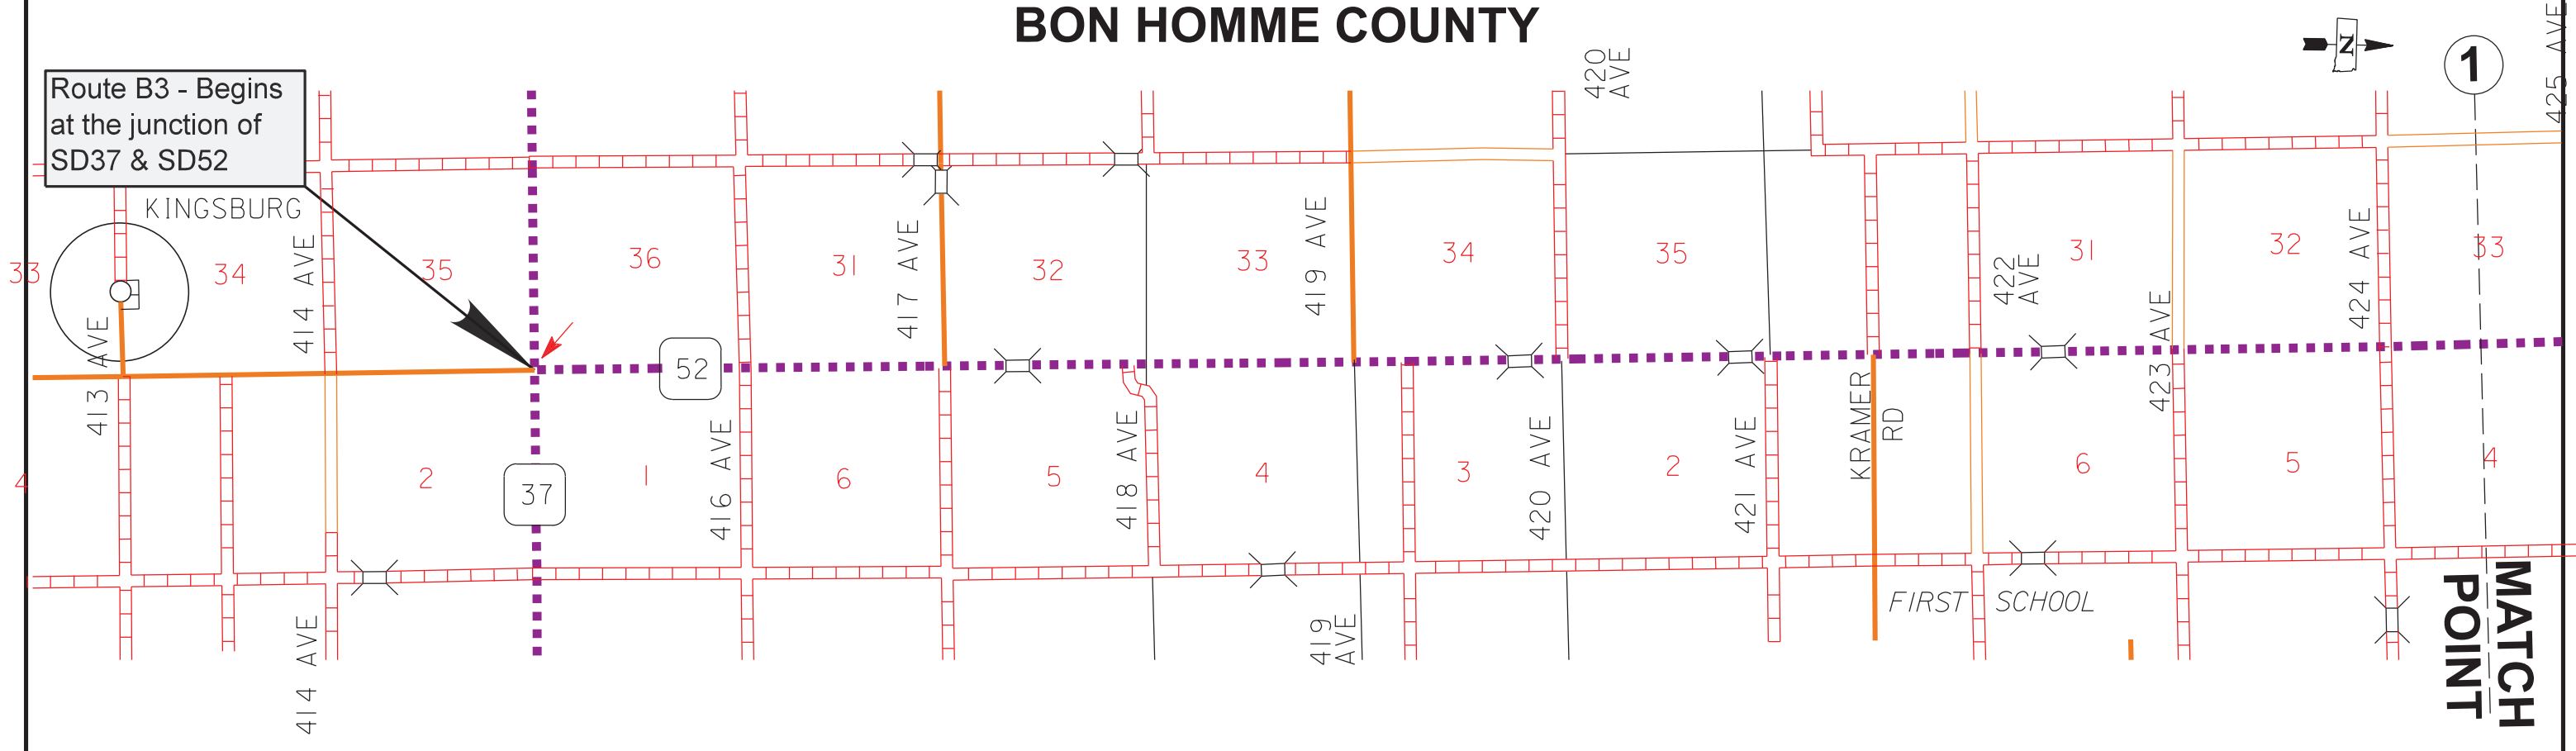 BON HOMME COUNTY
Route B3 - Begins
at the junction of
SD37 & SD52
N
1
425 AVE
420
AVE
KINGSBURG
33
34
414 AVE
35
36
31
417 AVE
32
33
419 AVE
34
35
422
AVE
31
32
424 AVE
33
413 AVE
52
423 AVE
4
2
37
1
416 AVE
6
5
418 AVE
4
3
420 AVE
2
421 AVE
KRAMER
RD
6
5
4
414 AVE
419
AVE
FIRST SCHOOL
MATCH
POINT